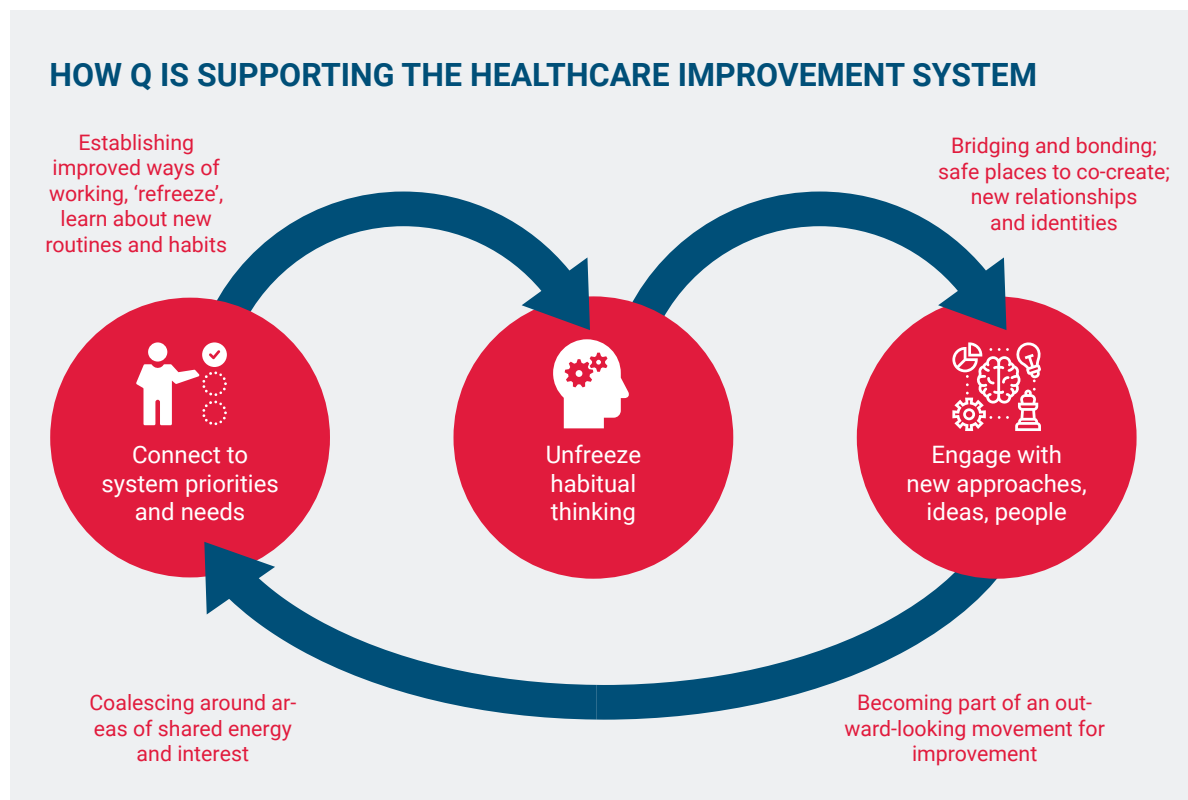 HOW Q IS SUPPORTING THE HEALTHCARE IMPROVEMENT SYSTEM
Establishing
improved ways of
working, ‘refreeze’,
learn about new
routines and habits
Bridging and bonding;
safe places to co-create;
new relationships
and identities
Connect to
system priorities
and needs
Unfreeze
habitual
thinking
Engage with
new approaches,
ideas, people
Coalescing around ar-
eas of shared energy
and interest
Becoming part of an out-
ward-looking movement for
improvement